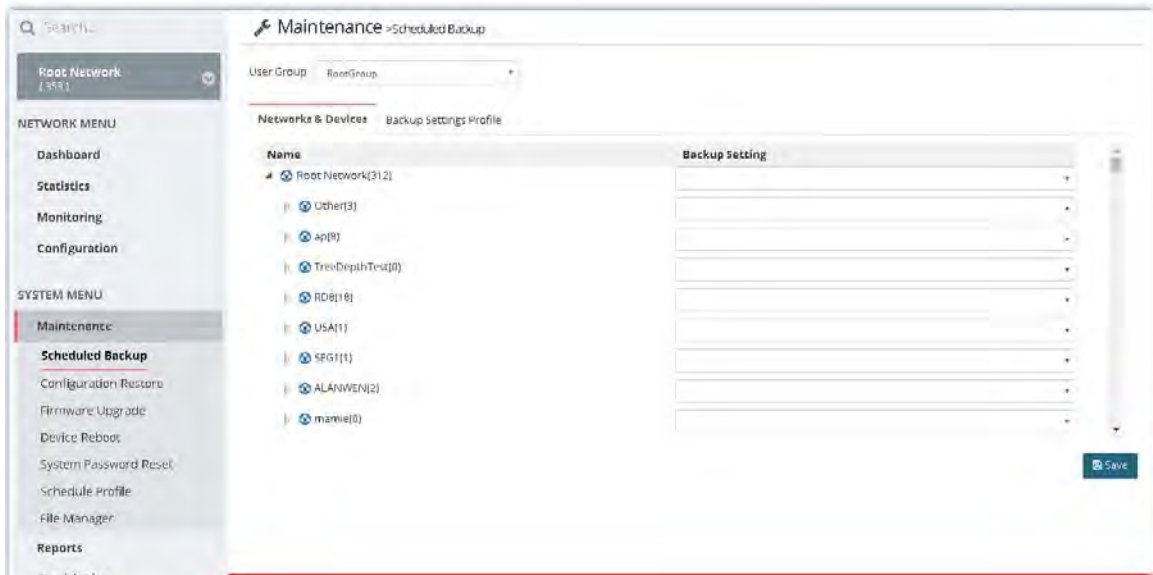 Search...
Maintenance >Scheduled Backup
Root Network
User Group RootGroup
NETWORK MENU
Dashboard
Statistics
Monitoring
Configuration
SYSTEM MENU
Maintenance
Scheduled Backup
Configuration Restore
Firmware Upgrade
Device Reboot
System Password Reset
Schedule Profile
File Manager
Reports
Networks & Devices Backup Settings Profile
Name Backup Setting
Root Network(312)
Other(3)
ap(8)
TreeDepthTest(0)
RD8(18)
USA(1)
SEG1(1)
ALANWEN(2)
mamie(0)
Save